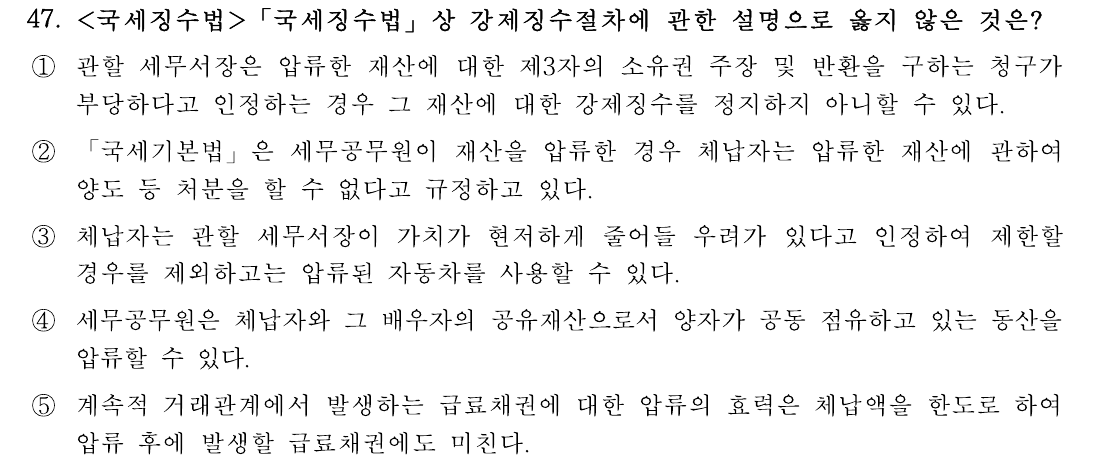 47. <국세징수법>「국세징수법」상 강제징수절차에 관한 설명으로 옳지 않은 것은?
① 관할 세무서장은 압류한 재산에 대한 제3자의 소유권 주장 및 반환을 구하는 청구가
부당하다고 인정하는 경우 그 재산에 대한 강제징수를 정지하지 아니할 수 있다.
② 「국세기본법」은 세무공무원이 재산을 압류한 경우 체납자는 압류한 재산에 관하여
양도 등 처분을 할 수 없다고 규정하고 있다.
③ 체납자는 관할 세무서장이 가치가 현저하게 줄어들 우려가 있다고 인정하여 제한할
경우를 제외하고는 압류된 자동차를 사용할 수 있다.
④ 세무공무원은 체납자와 그 배우자의 공유재산으로서 양자가 공동 점유하고 있는 동산을
압류할 수 있다.
⑤ 계속적 거래관계에서 발생하는 급료채권에 대한 압류의 효력은 체납액을 한도로 하여
압류 후에 발생할 급료채권에도 미친다.